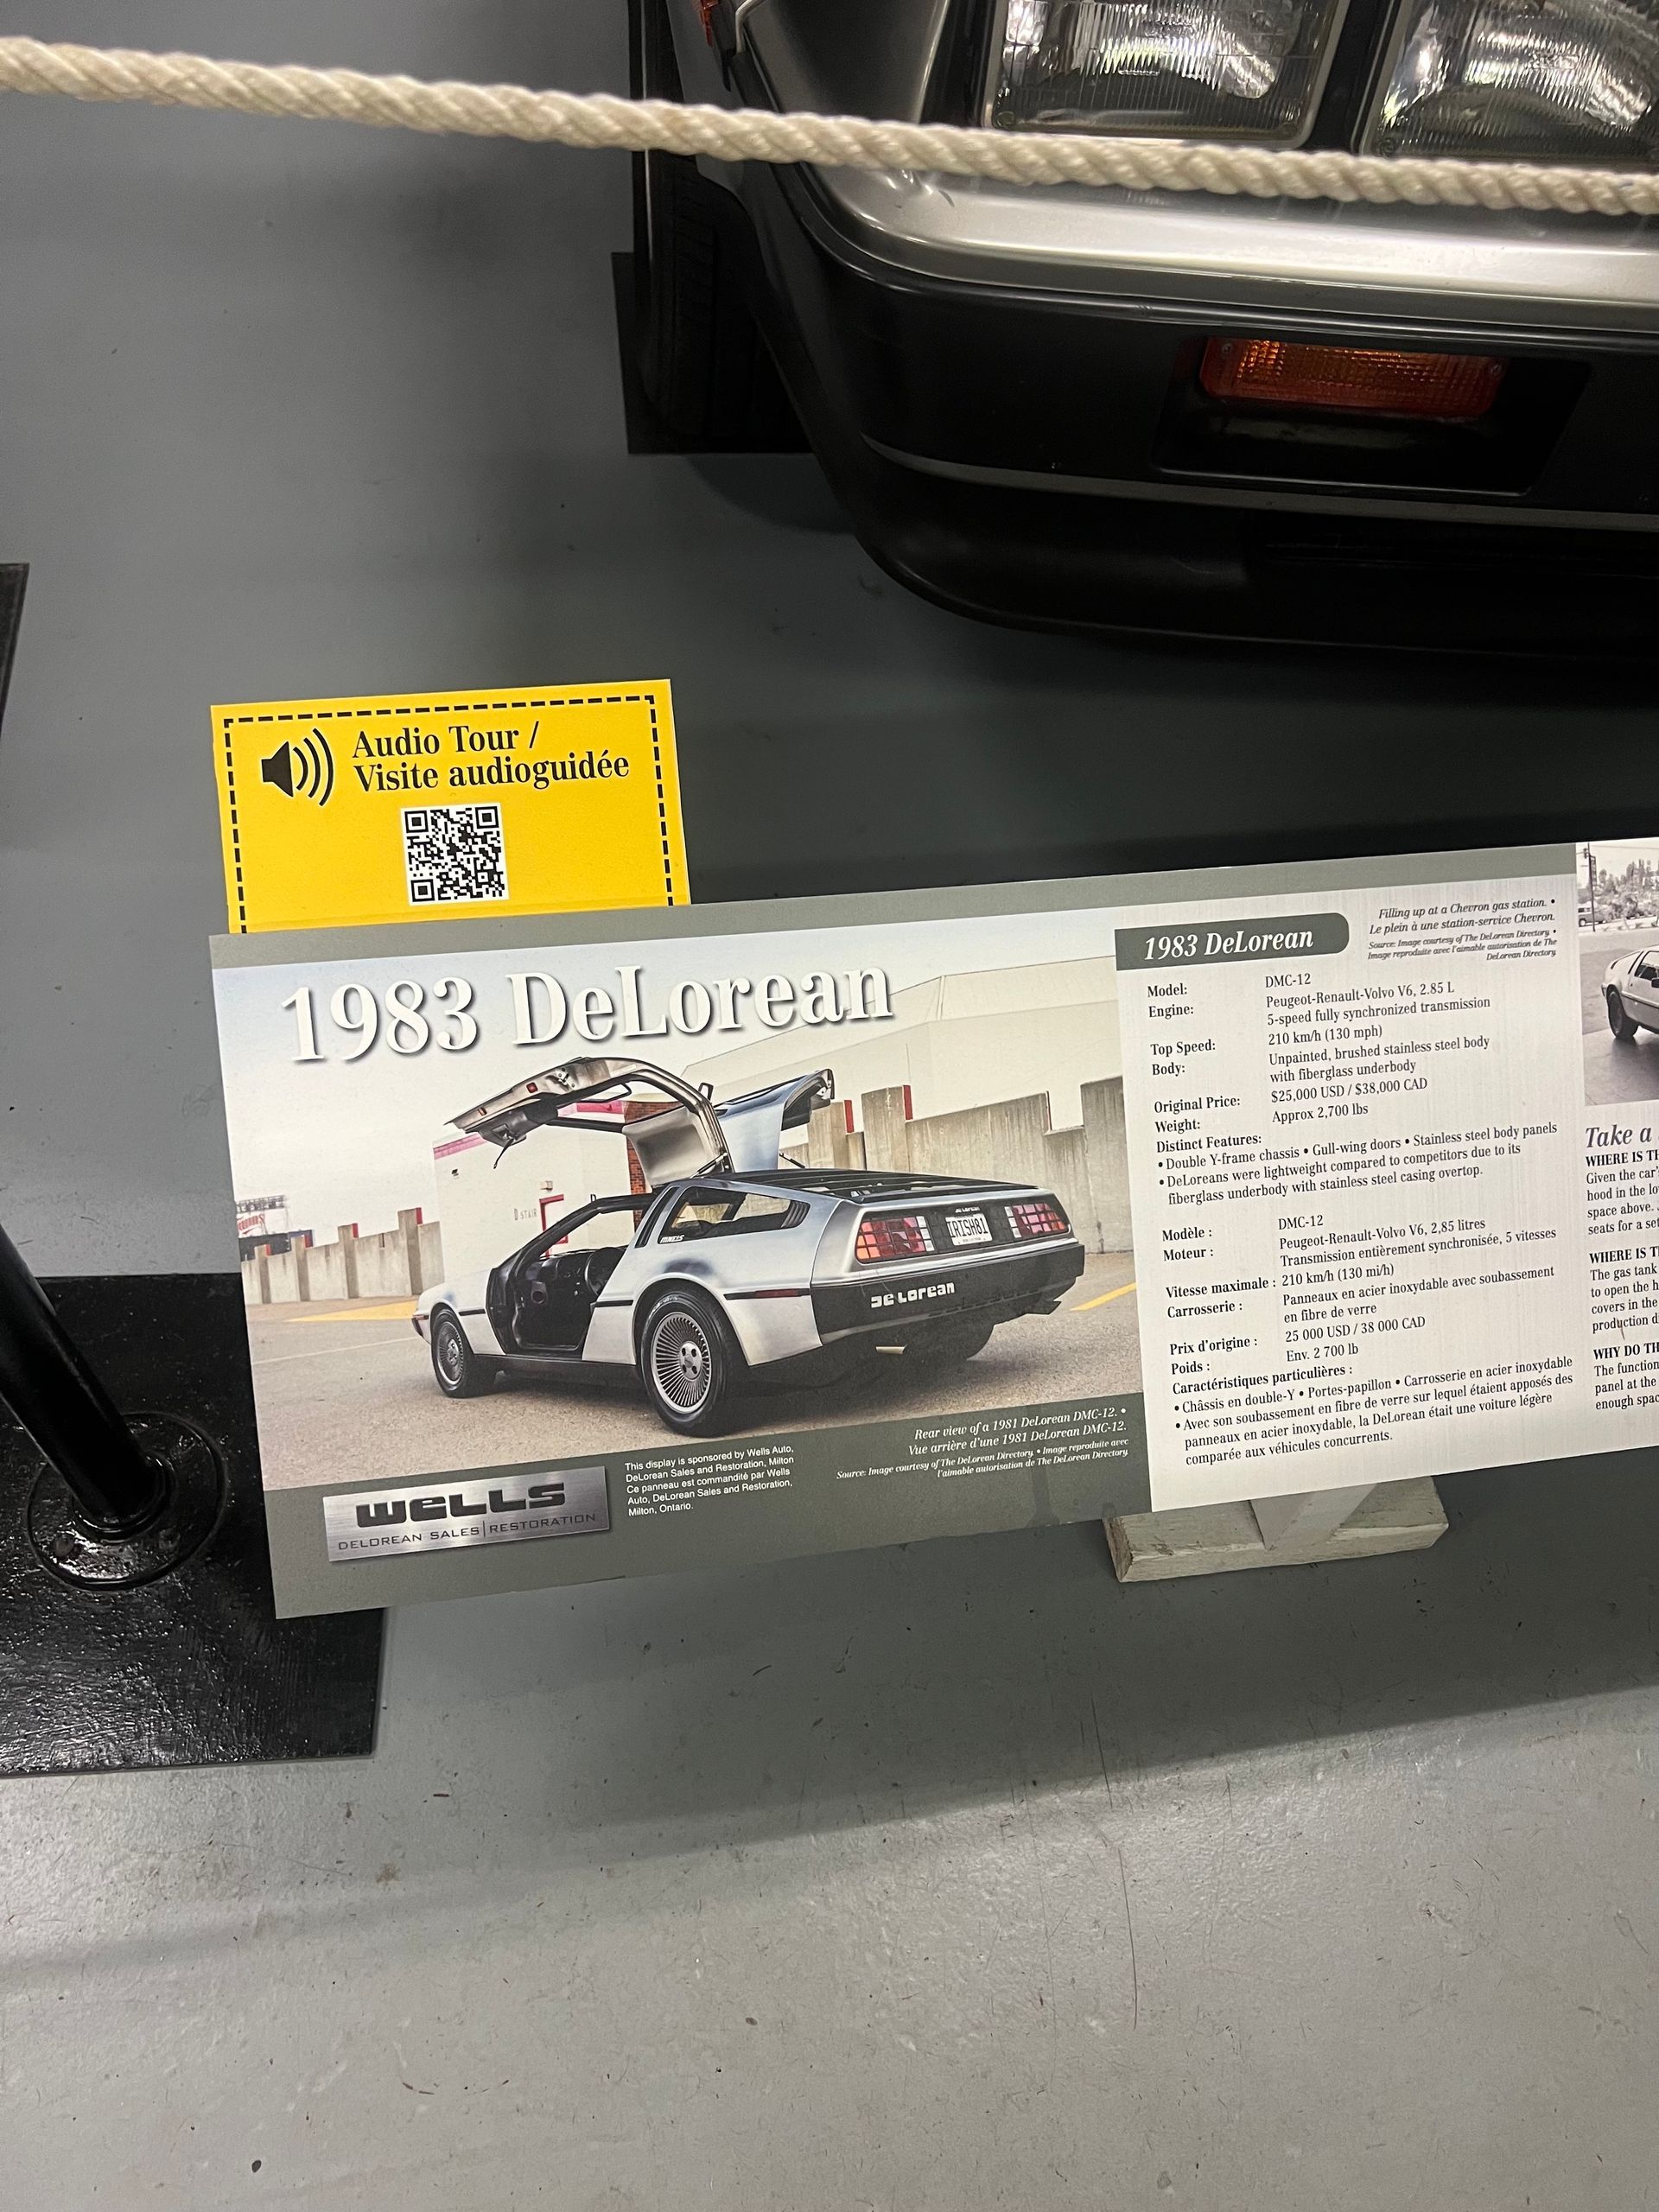 Audio Tour /
Visite audioguidée
1983 DeLorean
D STAIR
IRISH81
DeLorean
Rear view of a 1981 DeLorean DMC-12. •
Vue arrière d'une 1981 DeLorean DMC-12.
Source: Image courtesy of The DeLorean Directory. • Image reproduite avec
l'aimable autorisation de The DeLorean Directory.
WELLS
DELOREAN SALES | RESTORATION
This display is sponsored by Wells Auto,
DeLorean Sales and Restoration, Milton
Ce panneau est commandité par Wells
Auto, DeLorean Sales and Restoration,
Milton, Ontario.
1983 DeLorean
Filling up at a Chevron gas station. •
Le plein à une station-service Chevron.
Source: Image courtesy of The DeLorean Directory. •
Image reproduite avec l'aimable autorisation de The
DeLorean Directory.
Model: DMC-12
Engine: Peugeot-Renault-Volvo V6, 2.85 L
5-speed fully synchronized transmission
Top Speed: 210 km/h (130 mph)
Body: Unpainted, brushed stainless steel body
with fiberglass underbody
Original Price: $25,000 USD / $38,000 CAD
Weight: Approx 2,700 lbs
Distinct Features:
• Double Y-frame chassis • Gull-wing doors • Stainless steel body panels
• DeLoreans were lightweight compared to competitors due to its
fiberglass underbody with stainless steel casing overtop.
Modèle : DMC-12
Moteur : Peugeot-Renault-Volvo V6, 2,85 litres
Transmission entièrement synchronisée, 5 vitesses
Vitesse maximale : 210 km/h (130 mi/h)
Carrosserie : Panneaux en acier inoxydable avec soubassement
en fibre de verre
Prix d'origine : 25 000 USD / 38 000 CAD
Poids : Env. 2 700 lb
Caractéristiques particulières :
• Châssis en double-Y • Portes-papillon • Carrosserie en acier inoxydable
• Avec son soubassement en fibre de verre sur lequel étaient apposés des
panneaux en acier inoxydable, la DeLorean était une voiture légère
comparée aux véhicules concurrents.
Take a
WHERE IS
Given the car's
hood in the
space above.
seats for a
WHERE IS
The gas tank
to open the
covers in the
production
WHY DO
The function
panel at the
enough